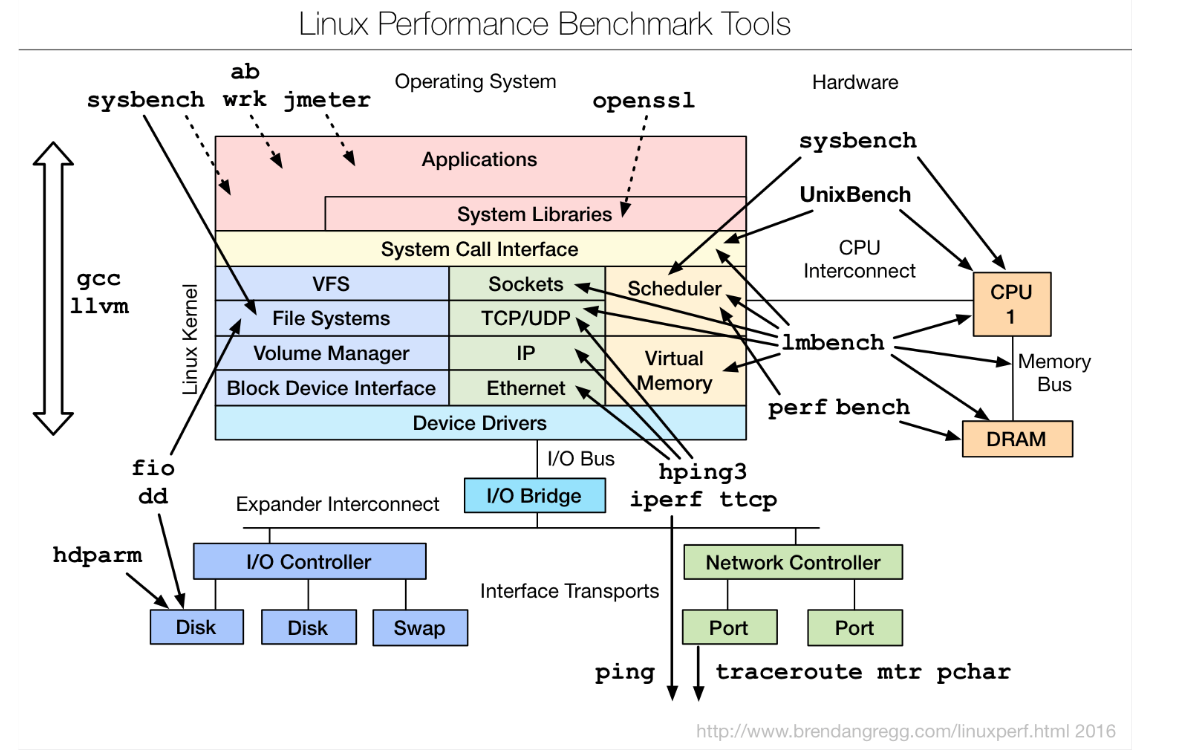 Linux Performance Benchmark Tools
ab
sysbench wrk jmeter
Operating System
openssl
Hardware
sysbench
Applications
UnixBench
System Libraries
System Call Interface
CPU
Interconnect
gcc
llvm
Linux Kernel
VFS
Sockets
Scheduler
CPU
1
File Systems
TCP/UDP
lmbench
Volume Manager
IP
Virtual
Memory
Memory
Bus
Block Device Interface
Ethernet
perf bench
Device Drivers
DRAM
I/O Bus
fio
dd
hping3
iperf ttcp
I/O Bridge
Expander Interconnect
hdparm
I/O Controller
Network Controller
Interface Transports
Disk
Disk
Swap
Port
Port
ping
traceroute mtr pchar
http://www.brendangregg.com/linuxperf.html 2016